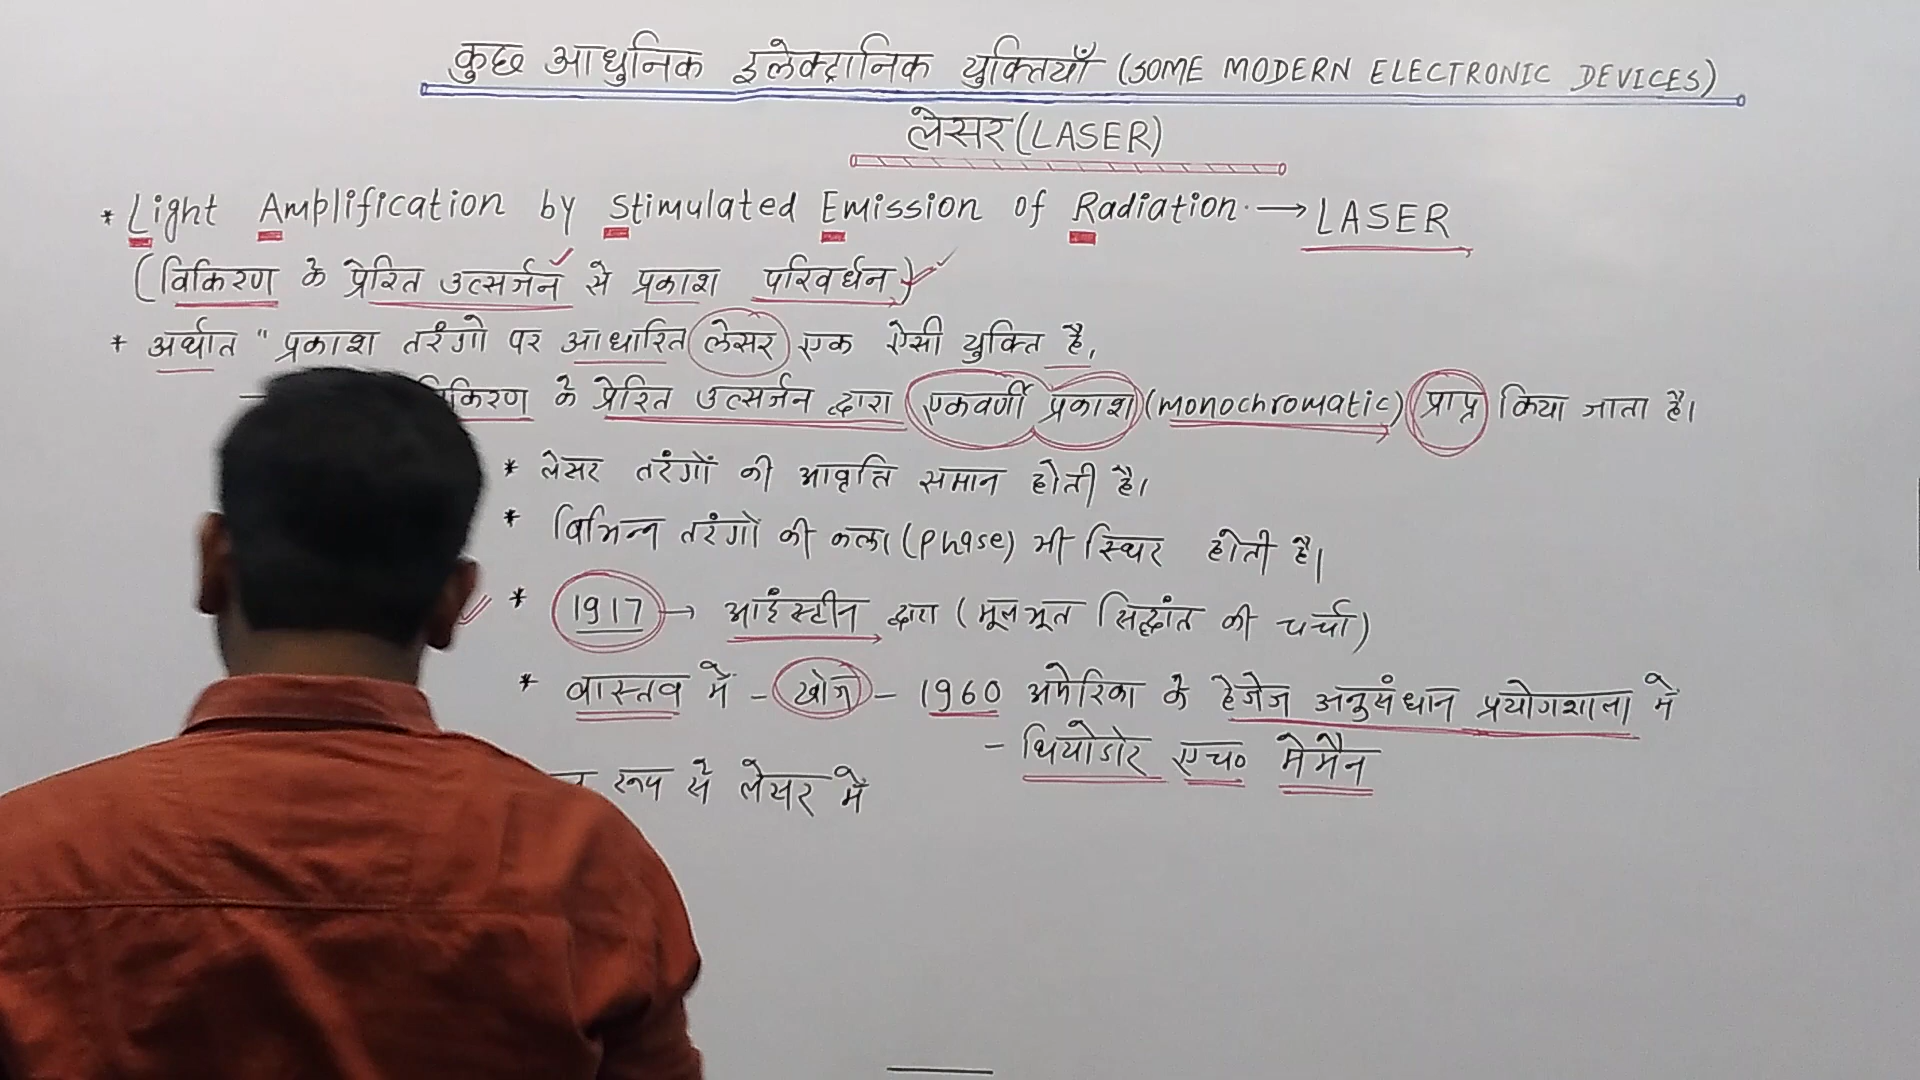 कुछ आधुनिक इलेक्ट्रानिक युक्तियाँ (SOME MODERN ELECTRONIC DEVICES)
लेसर (LASER)
* Light Amplification by Stimulated Emission of Radiation. → LASER
(विकिरण के प्रेरित उत्सर्जन से प्रकाश परिवर्धन)
* अर्थात " प्रकाश तरंगो पर आधारित लेसर एक ऐसी युक्ति है,
के प्रेरित उत्सर्जन द्वारा एकवर्णी प्रकाश (monochromatic) प्राप्त किया जाता है।
* लेसर तरंगों की आवृत्ति समान होती है।
* विभिन्न तरंगो की कला (Phase) भी स्थिर होती है।
* 1917 → आइंस्टीन द्वारा (मूलभूत सिद्धांत की चर्चा)
* वास्तव में - खोज - 1960 अमेरिका के हेजेज अनुसंधान प्रयोगशाला मे
- थियोडोर एच० मेमैन
रूप से लेसर में